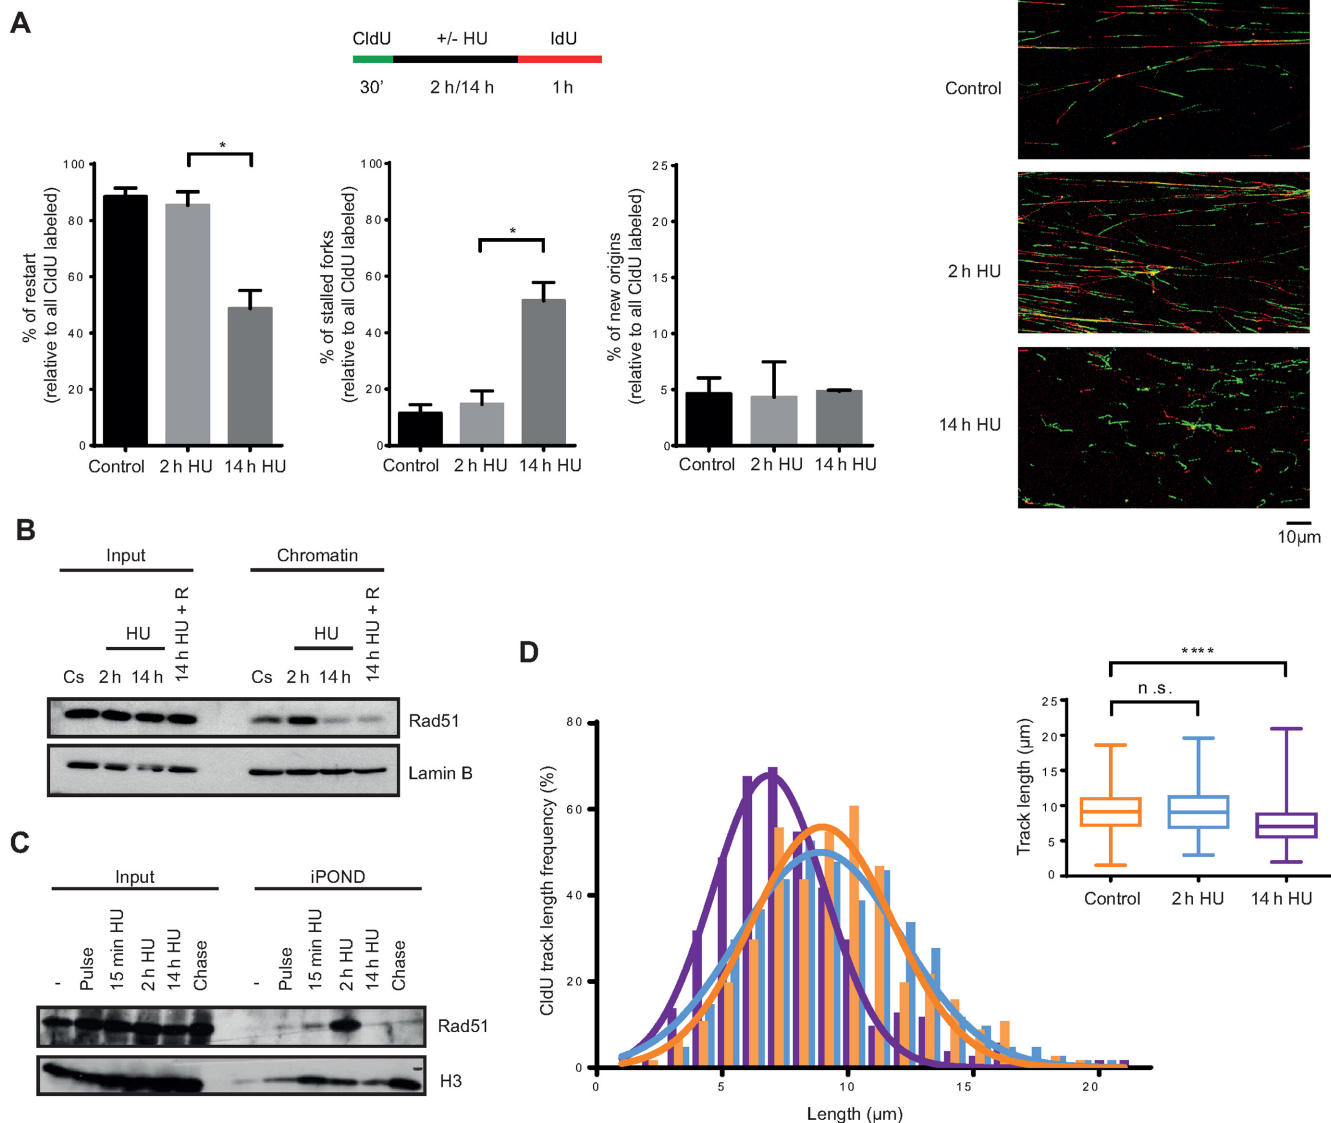 A
CldU +/- HU IdU
30' 2 h/14 h 1 h
% of restart
(relative to all CldU labeled)
100
80
60
40
20
0
Control 2 h HU 14 h HU
*
% of stalled forks
(relative to all CldU labeled)
100
80
60
40
20
0
Control 2 h HU 14 h HU
*
% of new origins
(relative to all CldU labeled)
25
20
15
10
5
0
Control 2 h HU 14 h HU
Control
2 h HU
14 h HU
10µm
B
Input Chromatin
HU HU
Cs 2 h 14 h 14 h HU + R Cs 2 h 14 h 14 h HU + R
Rad51
Lamin B
C
Input iPOND
- Pulse 15 min HU 2 h HU 14 h HU Chase - Pulse 15 min HU 2 h HU 14 h HU Chase
Rad51
H3
D
CldU track length frequency (%)
80
60
40
20
0
0 5 10 15 20
Length (µm)
****
n.s.
Track length (µm)
25
20
15
10
5
0
Control 2 h HU 14 h HU